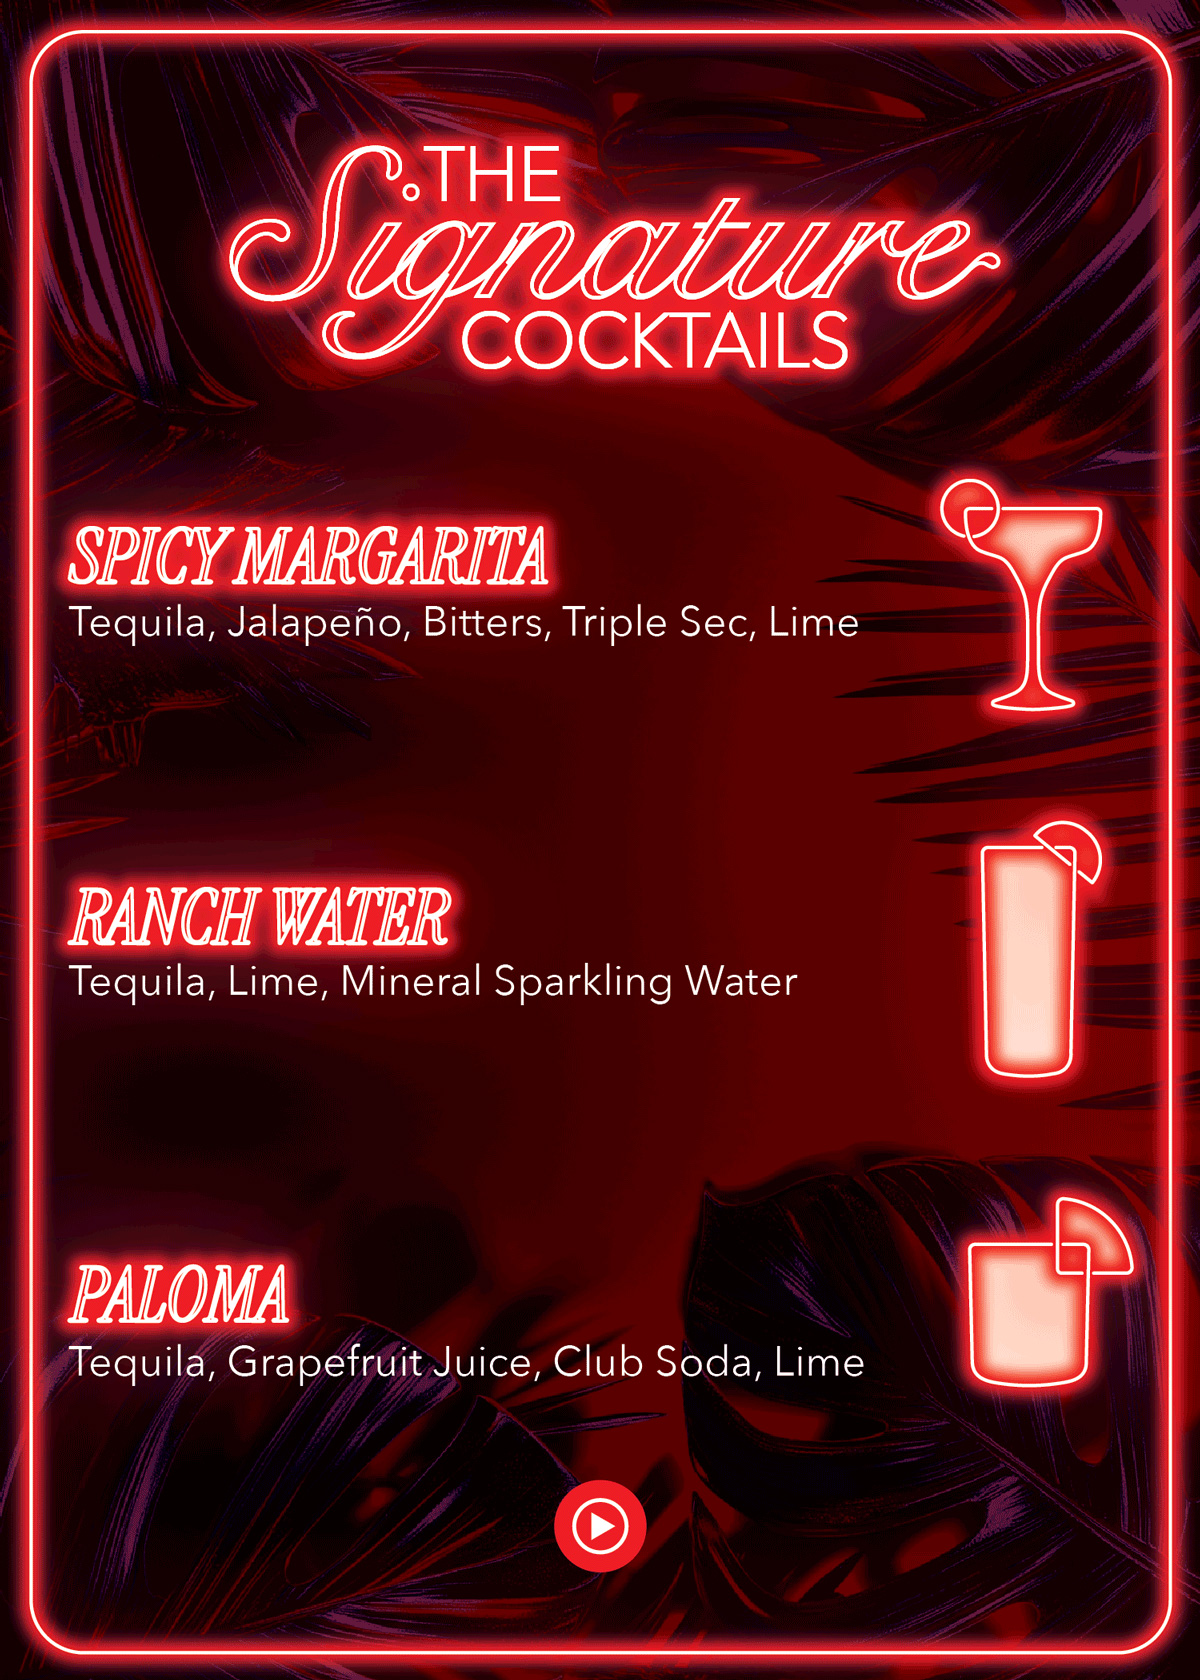 THE
Signature
COCKTAILS
SPICY MARGARITA
Tequila, Jalapeño, Bitters, Triple Sec, Lime
RANCH WATER
Tequila, Lime, Mineral Sparkling Water
PALOMA
Tequila, Grapefruit Juice, Club Soda, Lime